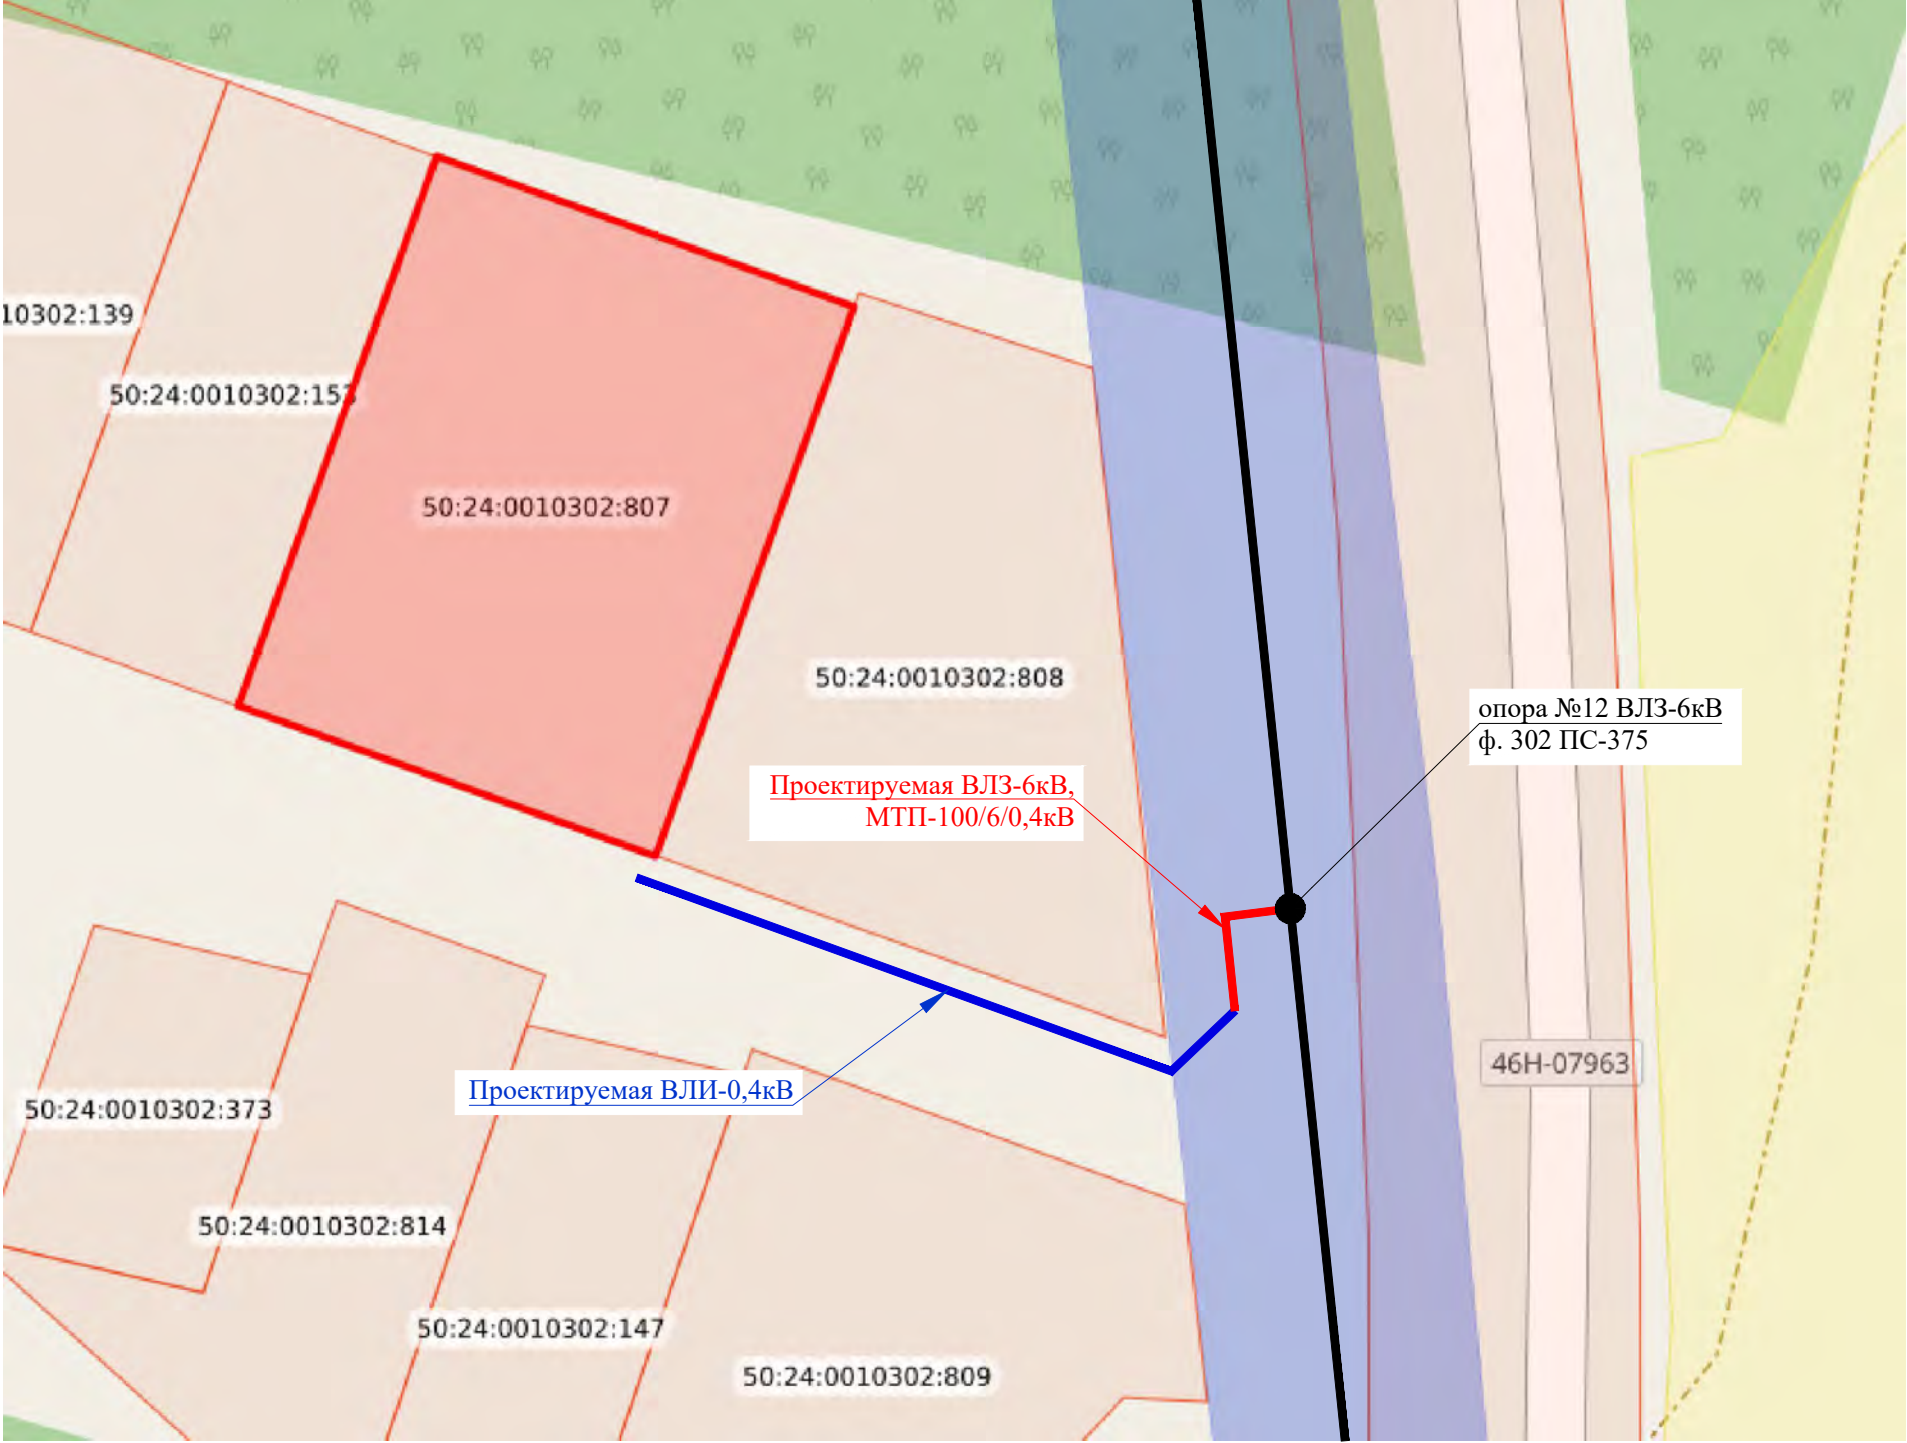 10302:139
50:24:0010302:153
50:24:0010302:807
50:24:0010302:808
опора №12 ВЛЗ-6кВ
ф. 302 ПС-375
Проектируемая ВЛЗ-6кВ,
МТП-100/6/0,4кВ
46Н-07963
Проектируемая ВЛИ-0,4кВ
50:24:0010302:373
50:24:0010302:814
50:24:0010302:147
50:24:0010302:809